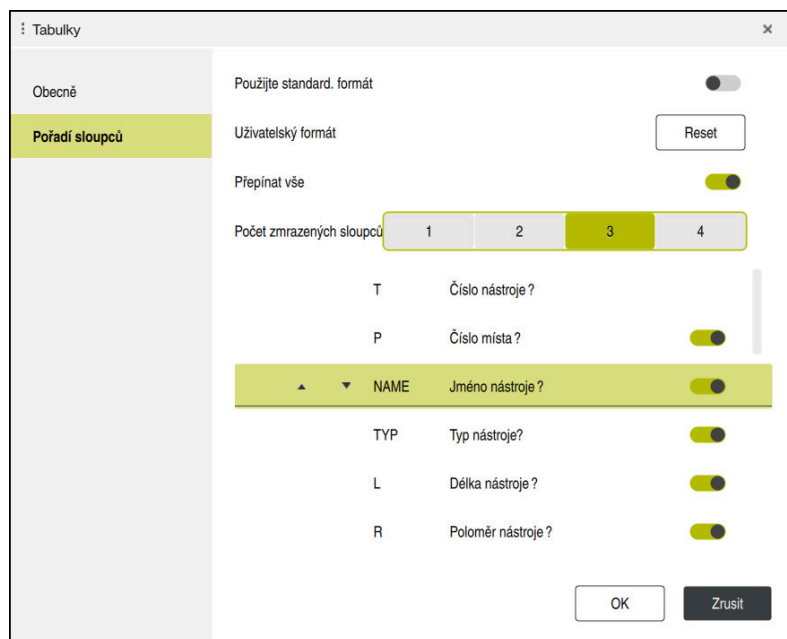 Tabulky
Obecně
Pořadí sloupců
Použijte standard. formát
Uživatelský formát
Reset
Přepínat vše
Počet zmrazených sloupců 1 2 3 4
T Číslo nástroje?
P Číslo místa?
NAME Jméno nástroje?
TYP Typ nástroje?
L Délka nástroje?
R Poloměr nástroje?
OK Zrusit